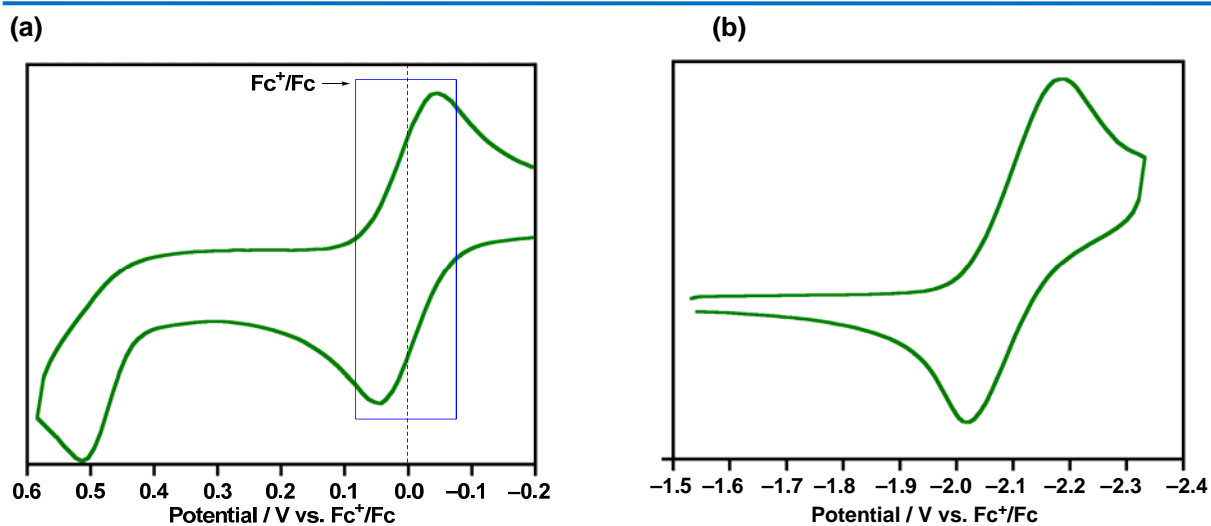 (a)
Fc⁺/Fc
0.6 0.5 0.4 0.3 0.2 0.1 0.0 –0.1 –0.2
Potential / V vs. Fc⁺/Fc
(b)
–1.5 –1.6 –1.7 –1.8 –1.9 –2.0 –2.1 –2.2 –2.3 –2.4
Potential / V vs. Fc⁺/Fc